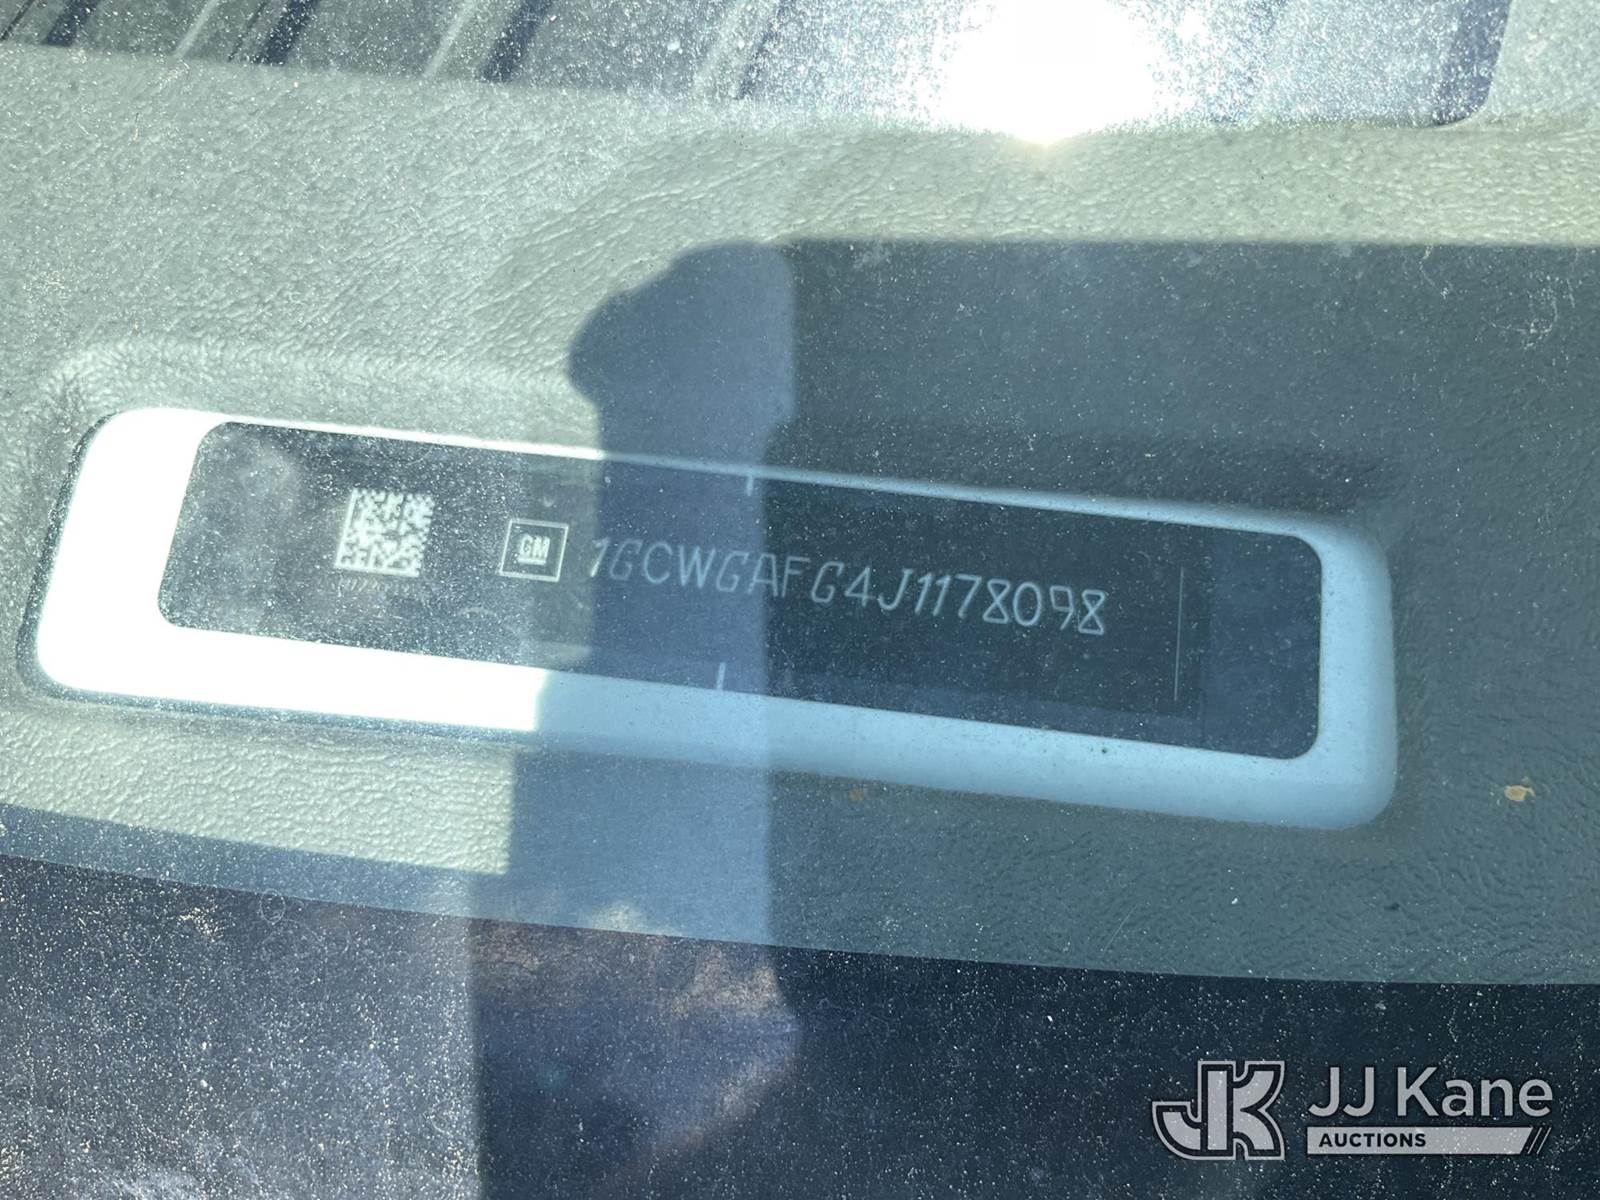 GM 1GCWGAFG4J1178098
JJ Kane
AUCTIONS